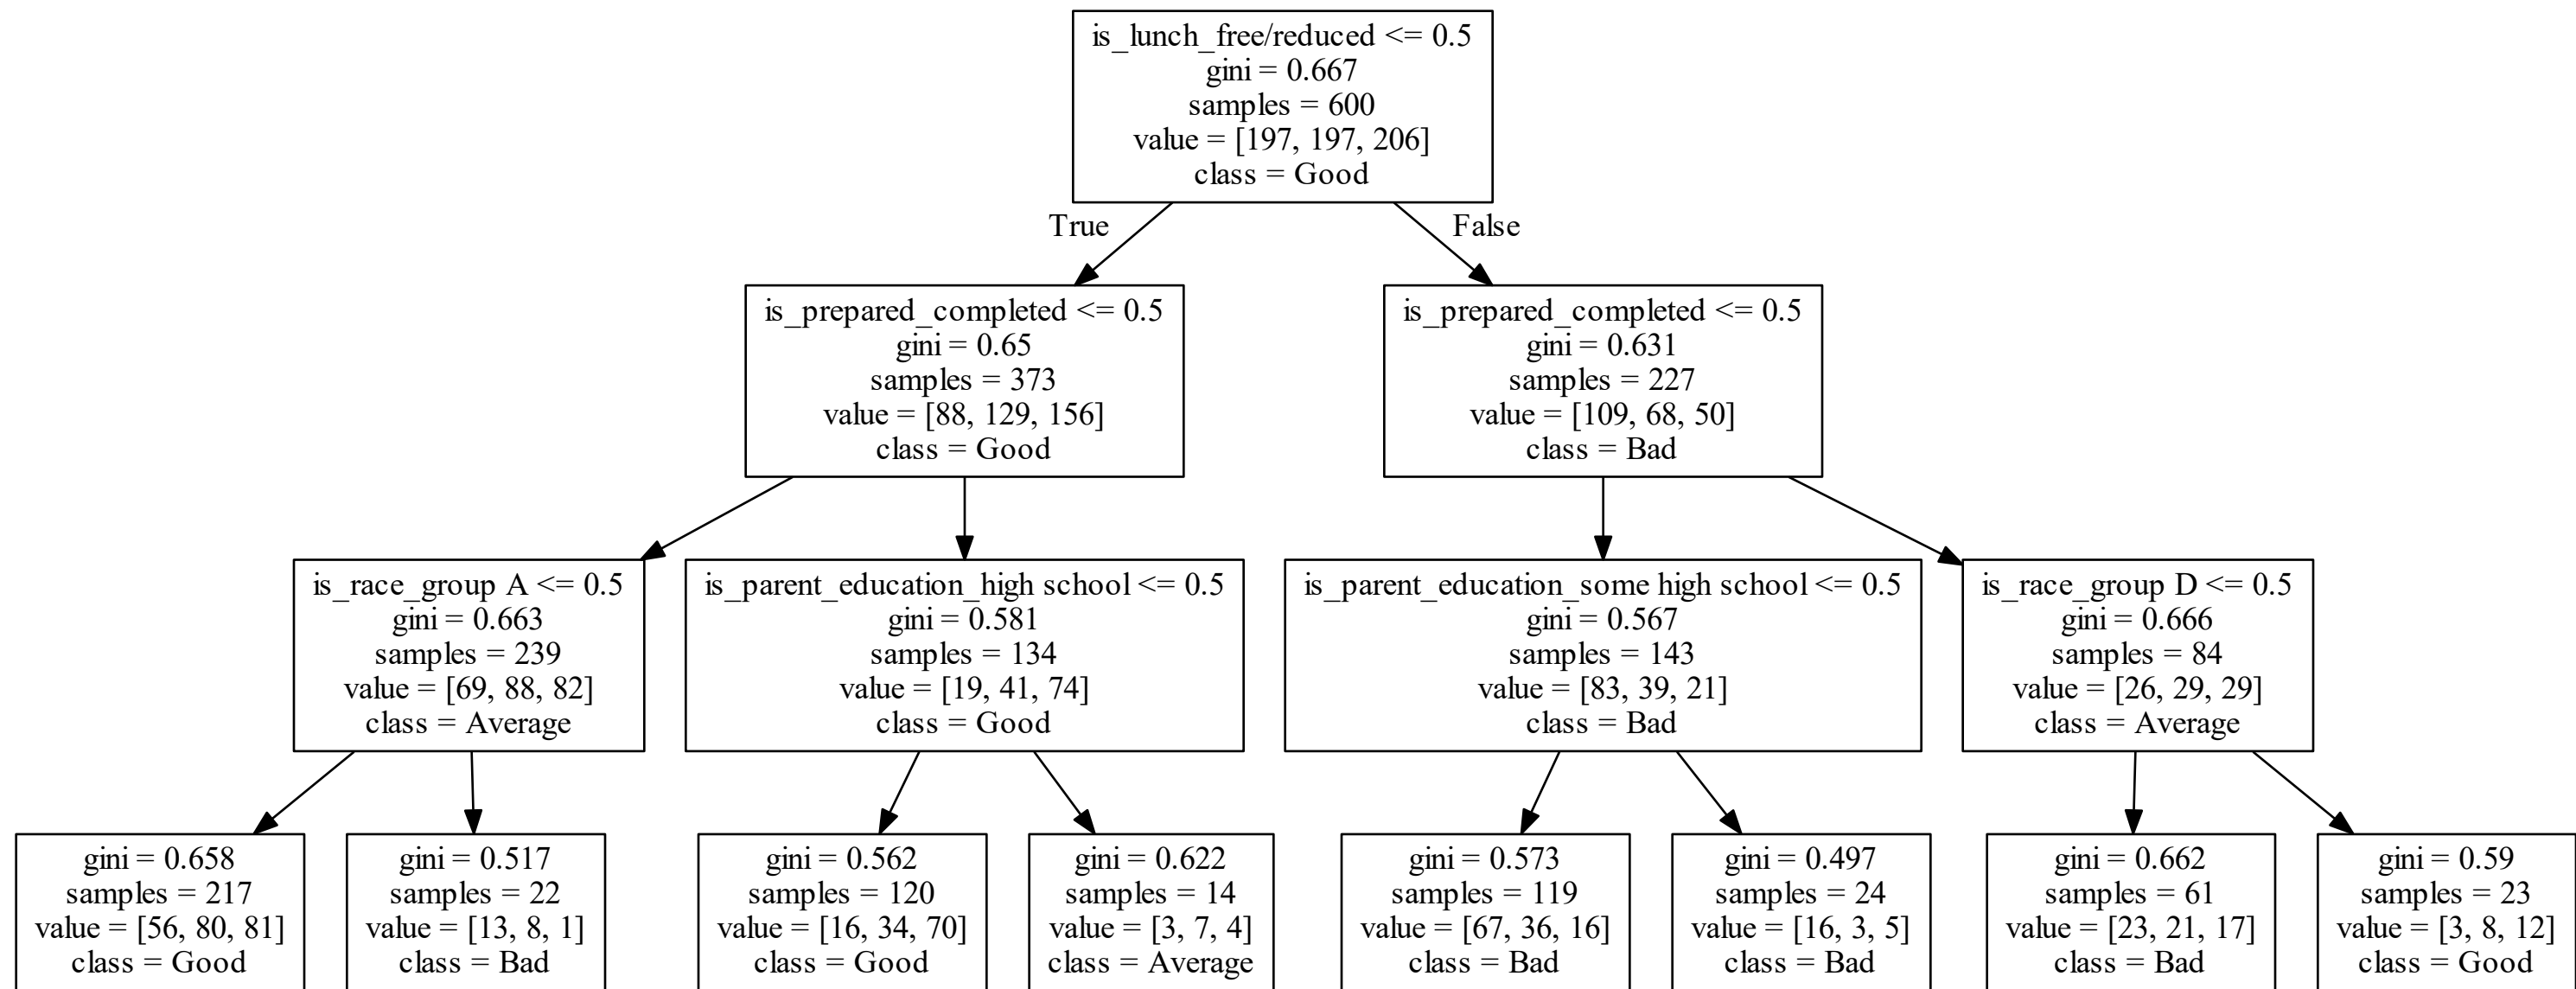 is_lunch_free/reduced <= 0.5
gini = 0.667
samples = 600
value = [197, 197, 206]
class = Good
True
False
is_prepared_completed <= 0.5
gini = 0.65
samples = 373
value = [88, 129, 156]
class = Good
is_prepared_completed <= 0.5
gini = 0.631
samples = 227
value = [109, 68, 50]
class = Bad
is_race_group A <= 0.5
gini = 0.663
samples = 239
value = [69, 88, 82]
class = Average
is_parent_education_high school <= 0.5
gini = 0.581
samples = 134
value = [19, 41, 74]
class = Good
is_parent_education_some high school <= 0.5
gini = 0.567
samples = 143
value = [83, 39, 21]
class = Bad
is_race_group D <= 0.5
gini = 0.666
samples = 84
value = [26, 29, 29]
class = Average
gini = 0.658
samples = 217
value = [56, 80, 81]
class = Good
gini = 0.517
samples = 22
value = [13, 8, 1]
class = Bad
gini = 0.562
samples = 120
value = [16, 34, 70]
class = Good
gini = 0.622
samples = 14
value = [3, 7, 4]
class = Average
gini = 0.573
samples = 119
value = [67, 36, 16]
class = Bad
gini = 0.497
samples = 24
value = [16, 3, 5]
class = Bad
gini = 0.662
samples = 61
value = [23, 21, 17]
class = Bad
gini = 0.59
samples = 23
value = [3, 8, 12]
class = Good